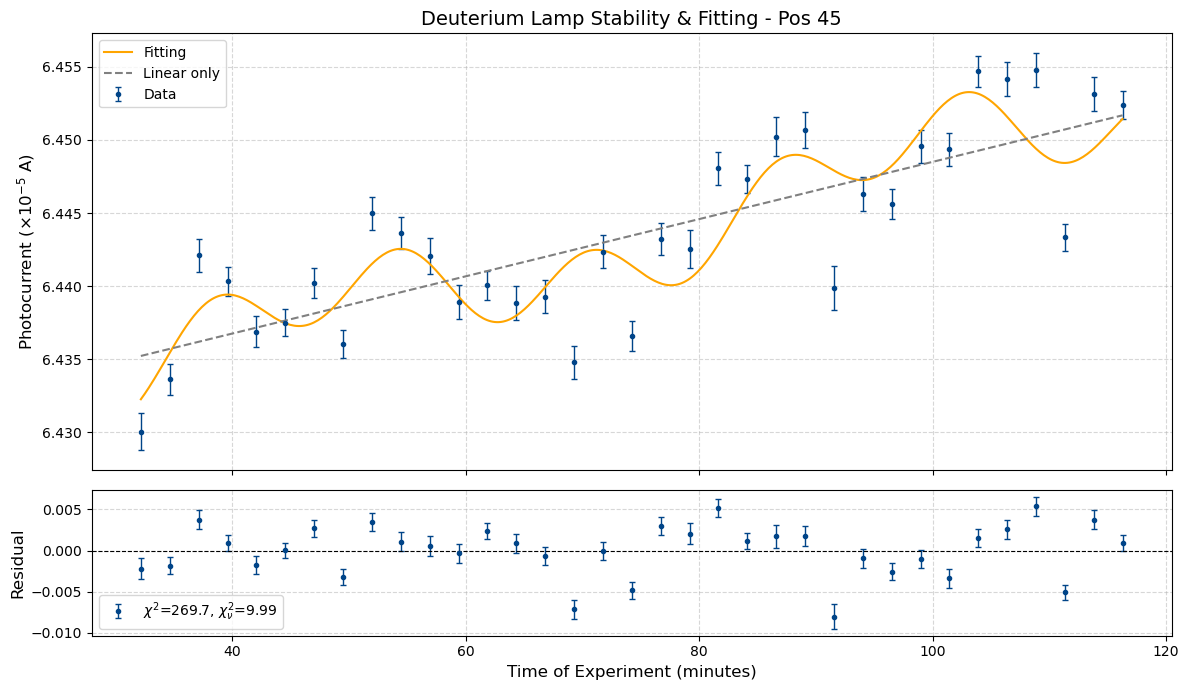 Deuterium Lamp Stability & Fitting - Pos 45
Fitting
Linear only
Data
Photocurrrent (×10⁻⁵ A)
6.455
6.450
6.445
6.440
6.435
6.430
0.005
0.000
−0.005
−0.010
Residual
χ²=269.7, χ²ᵥ=9.99
40
60
80
100
120
Time of Experiment (minutes)